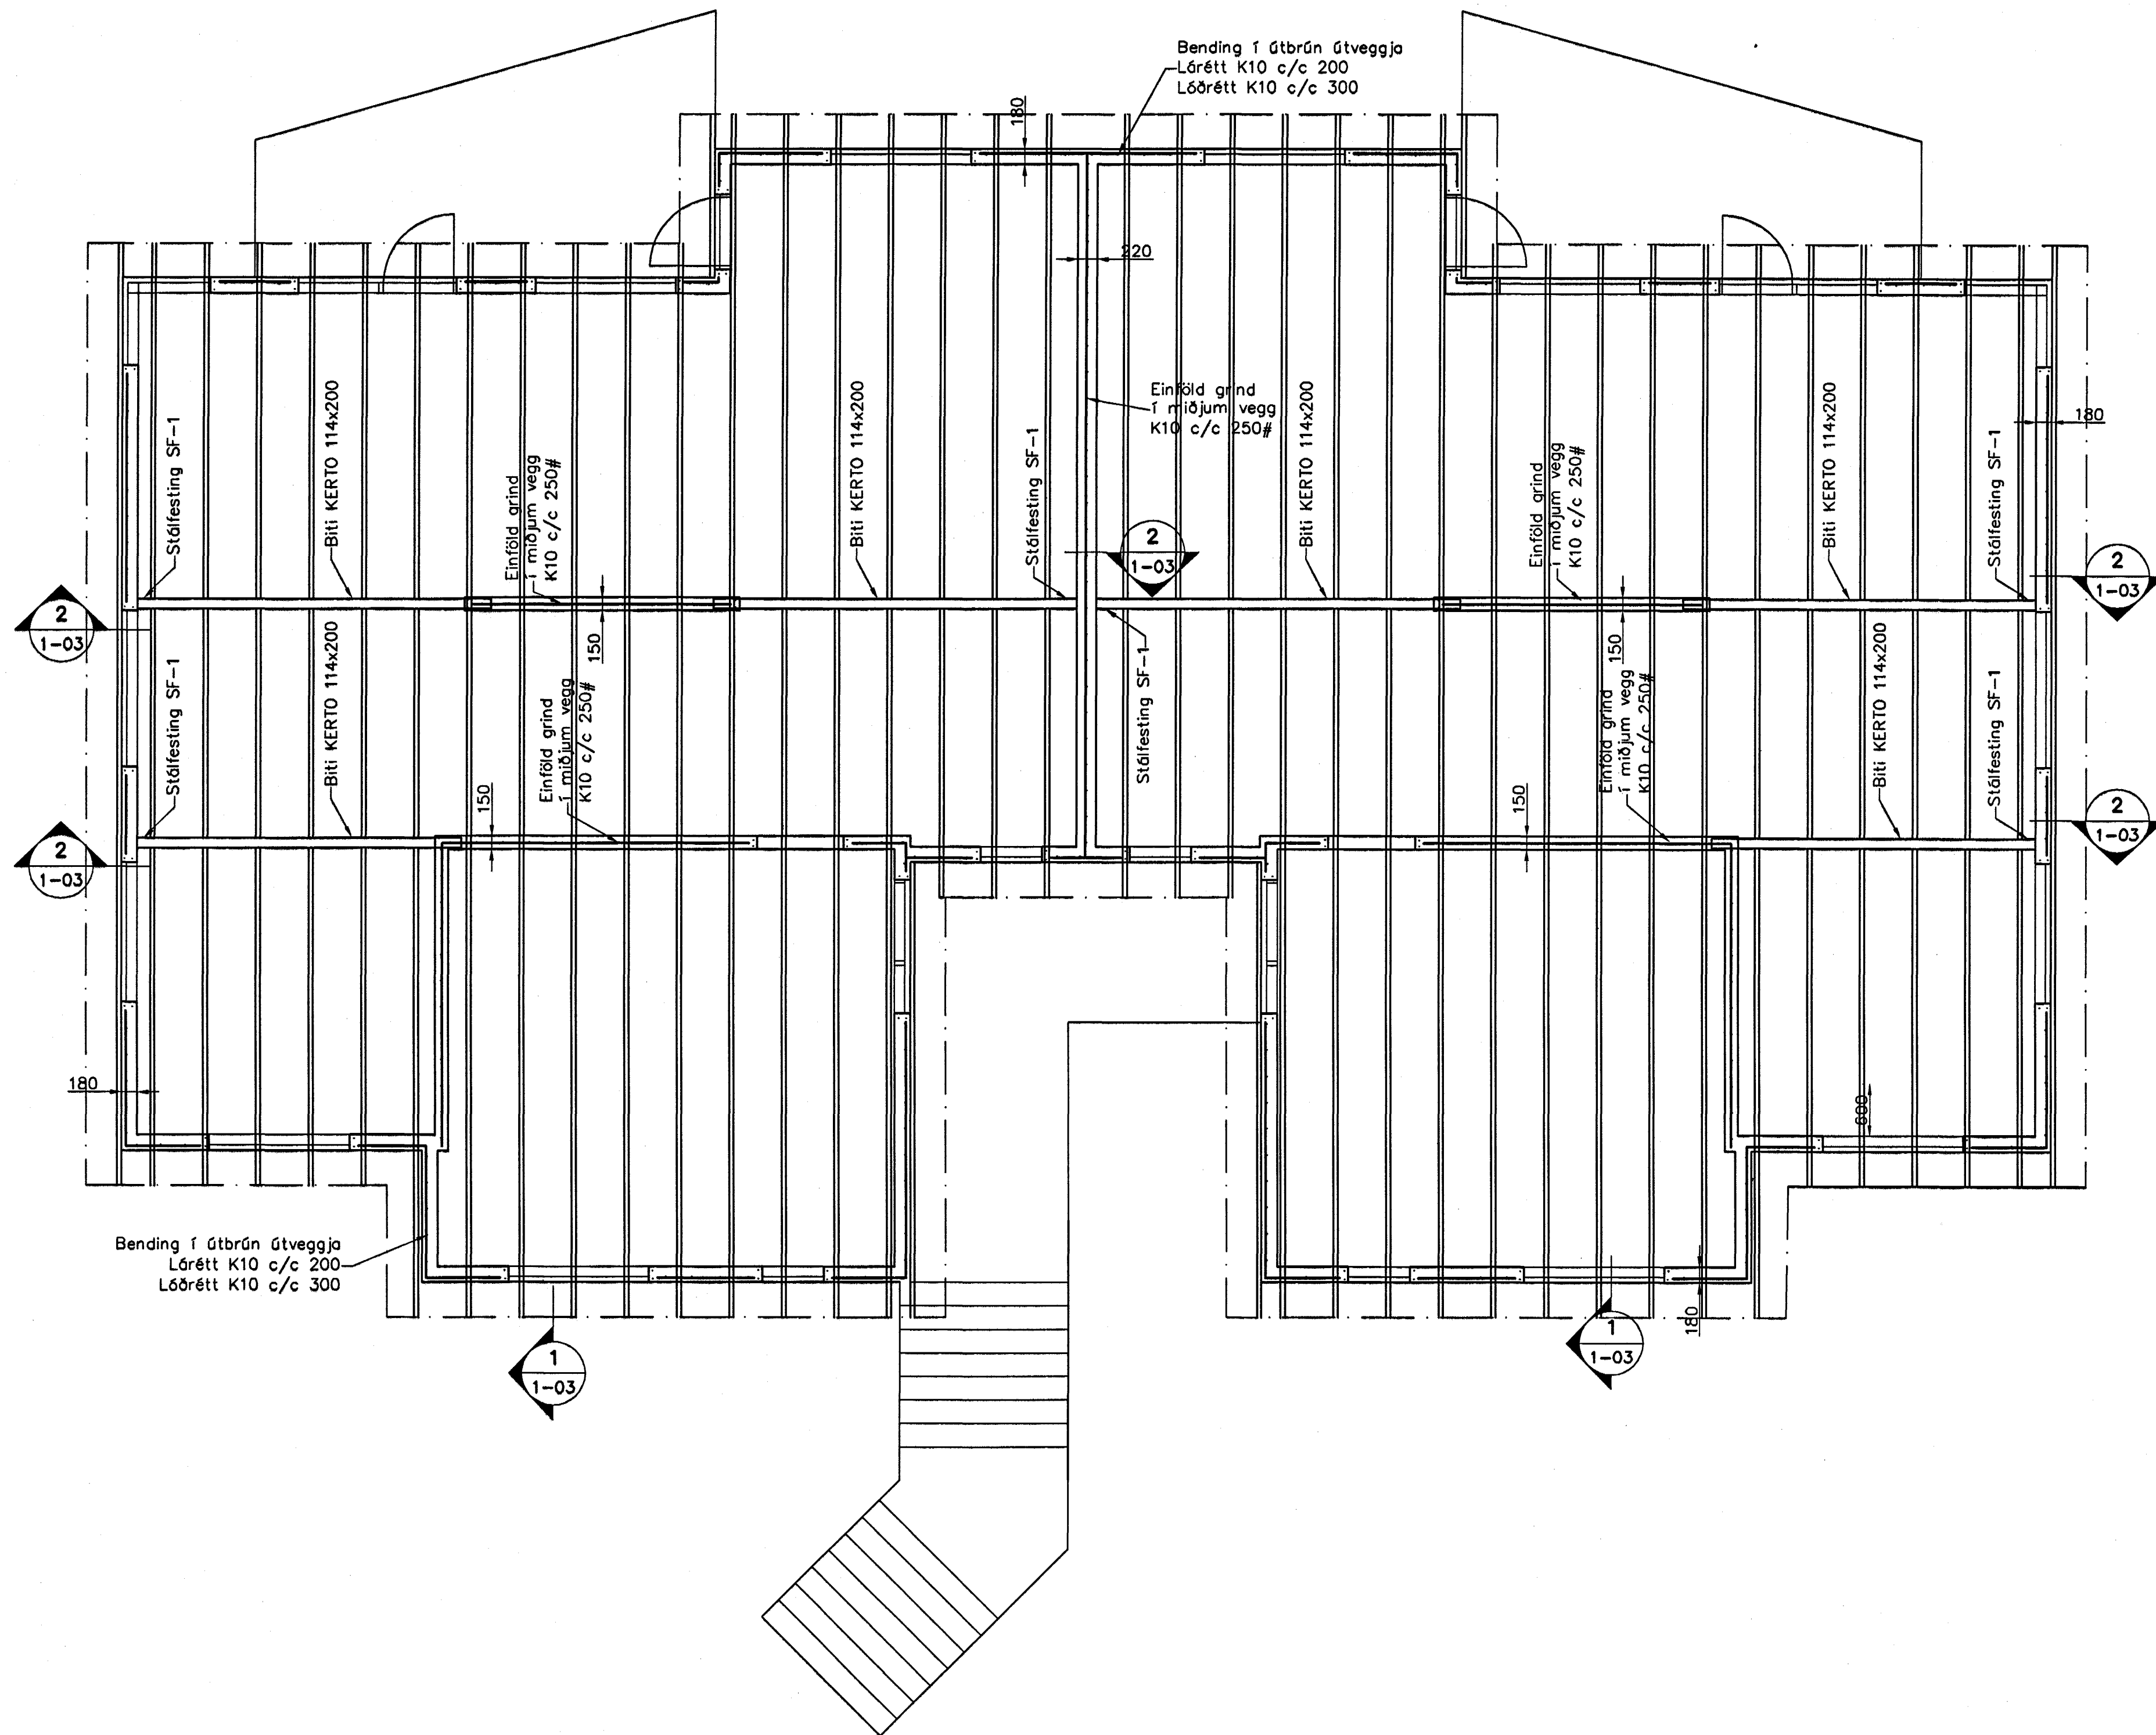 Bending í útbrún útveggja
Lárétt K10 c/c 200
Lóðrétt K10 c/c 300
180
220
Einföld grind
í miðjum vegg
K10 c/c 250#
Stálfesting SF-1
Biti KERTO 114x200
Einföld grind
í miðjum vegg
K10 c/c 250#
Biti KERTO 114x200
Stálfesting SF-1
Biti KERTO 114x200
Einföld grind
í miðjum vegg
K10 c/c 250#
Biti KERTO 114x200
Stálfesting SF-1
180
2
1-03
2
1-03
2
1-03
150
150
Stálfesting SF-1
Biti KERTO 114x200
Einföld grind
í miðjum vegg
K10 c/c 250#
Stálfesting SF-1
Einföld grind
í miðjum vegg
K10 c/c 250#
Biti KERTO 114x200
Stálfesting SF-1
150
150
2
1-03
2
1-03
180
600
Bending í útbrún útveggja
Lárétt K10 c/c 200
Lóðrétt K10 c/c 300
180
1
1-03
1
1-03